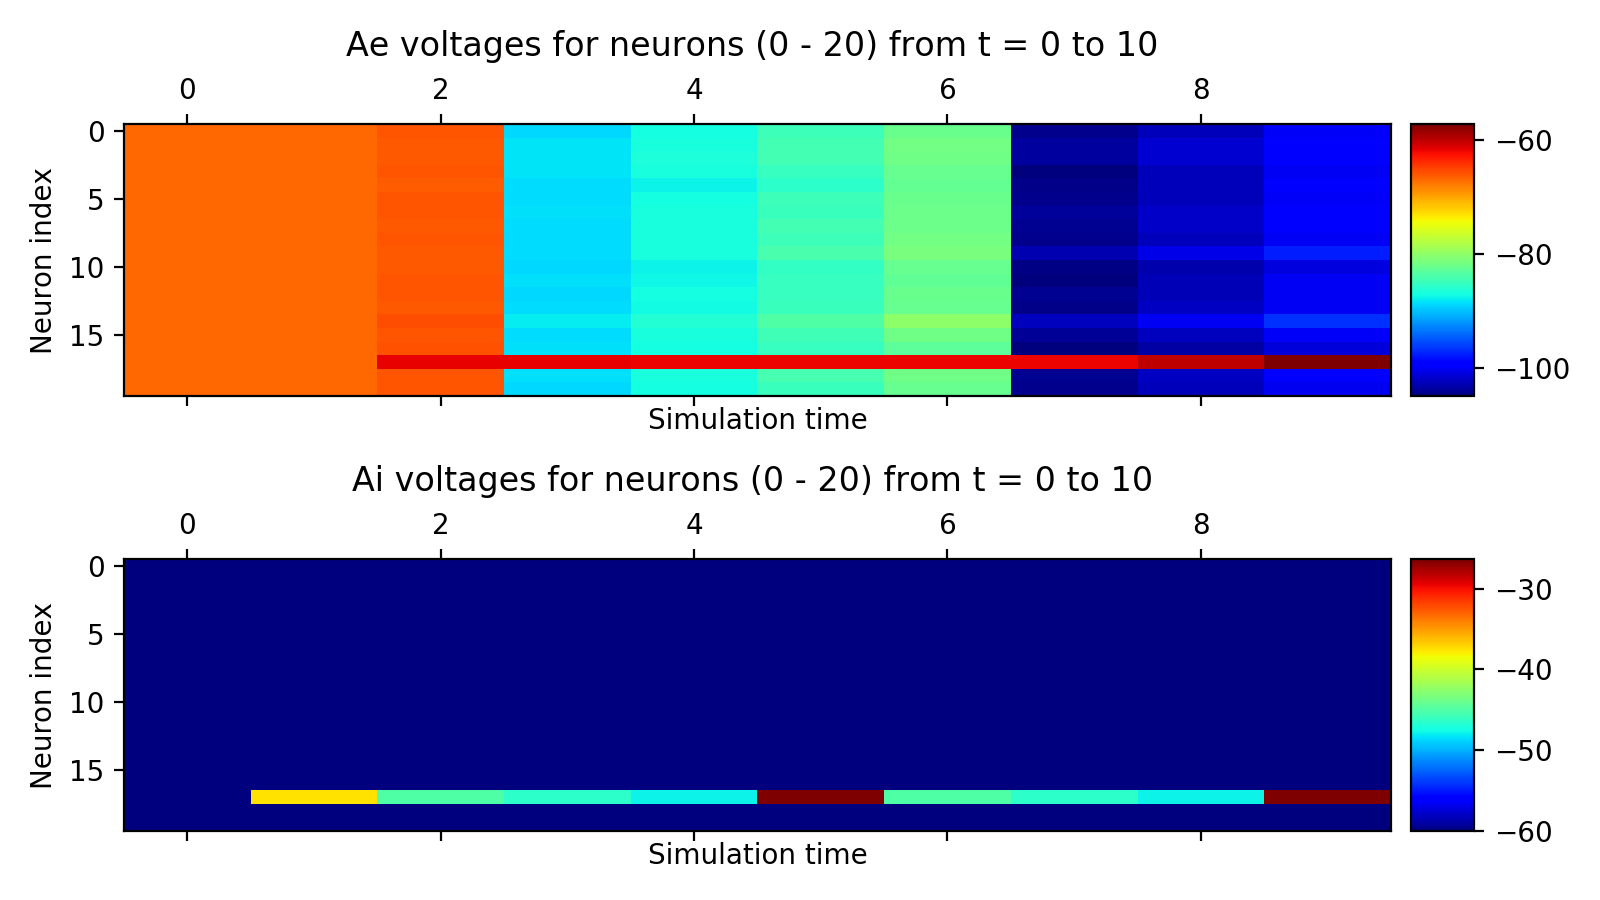 Ae voltages for neurons (0 - 20) from t = 0 to 10
0 2 4 6 8
Neuron index
0
5
10
15
Simulation time
−60
−80
−100
Ai voltages for neurons (0 - 20) from t = 0 to 10
0 2 4 6 8
Neuron index
0
5
10
15
Simulation time
−30
−40
−50
−60